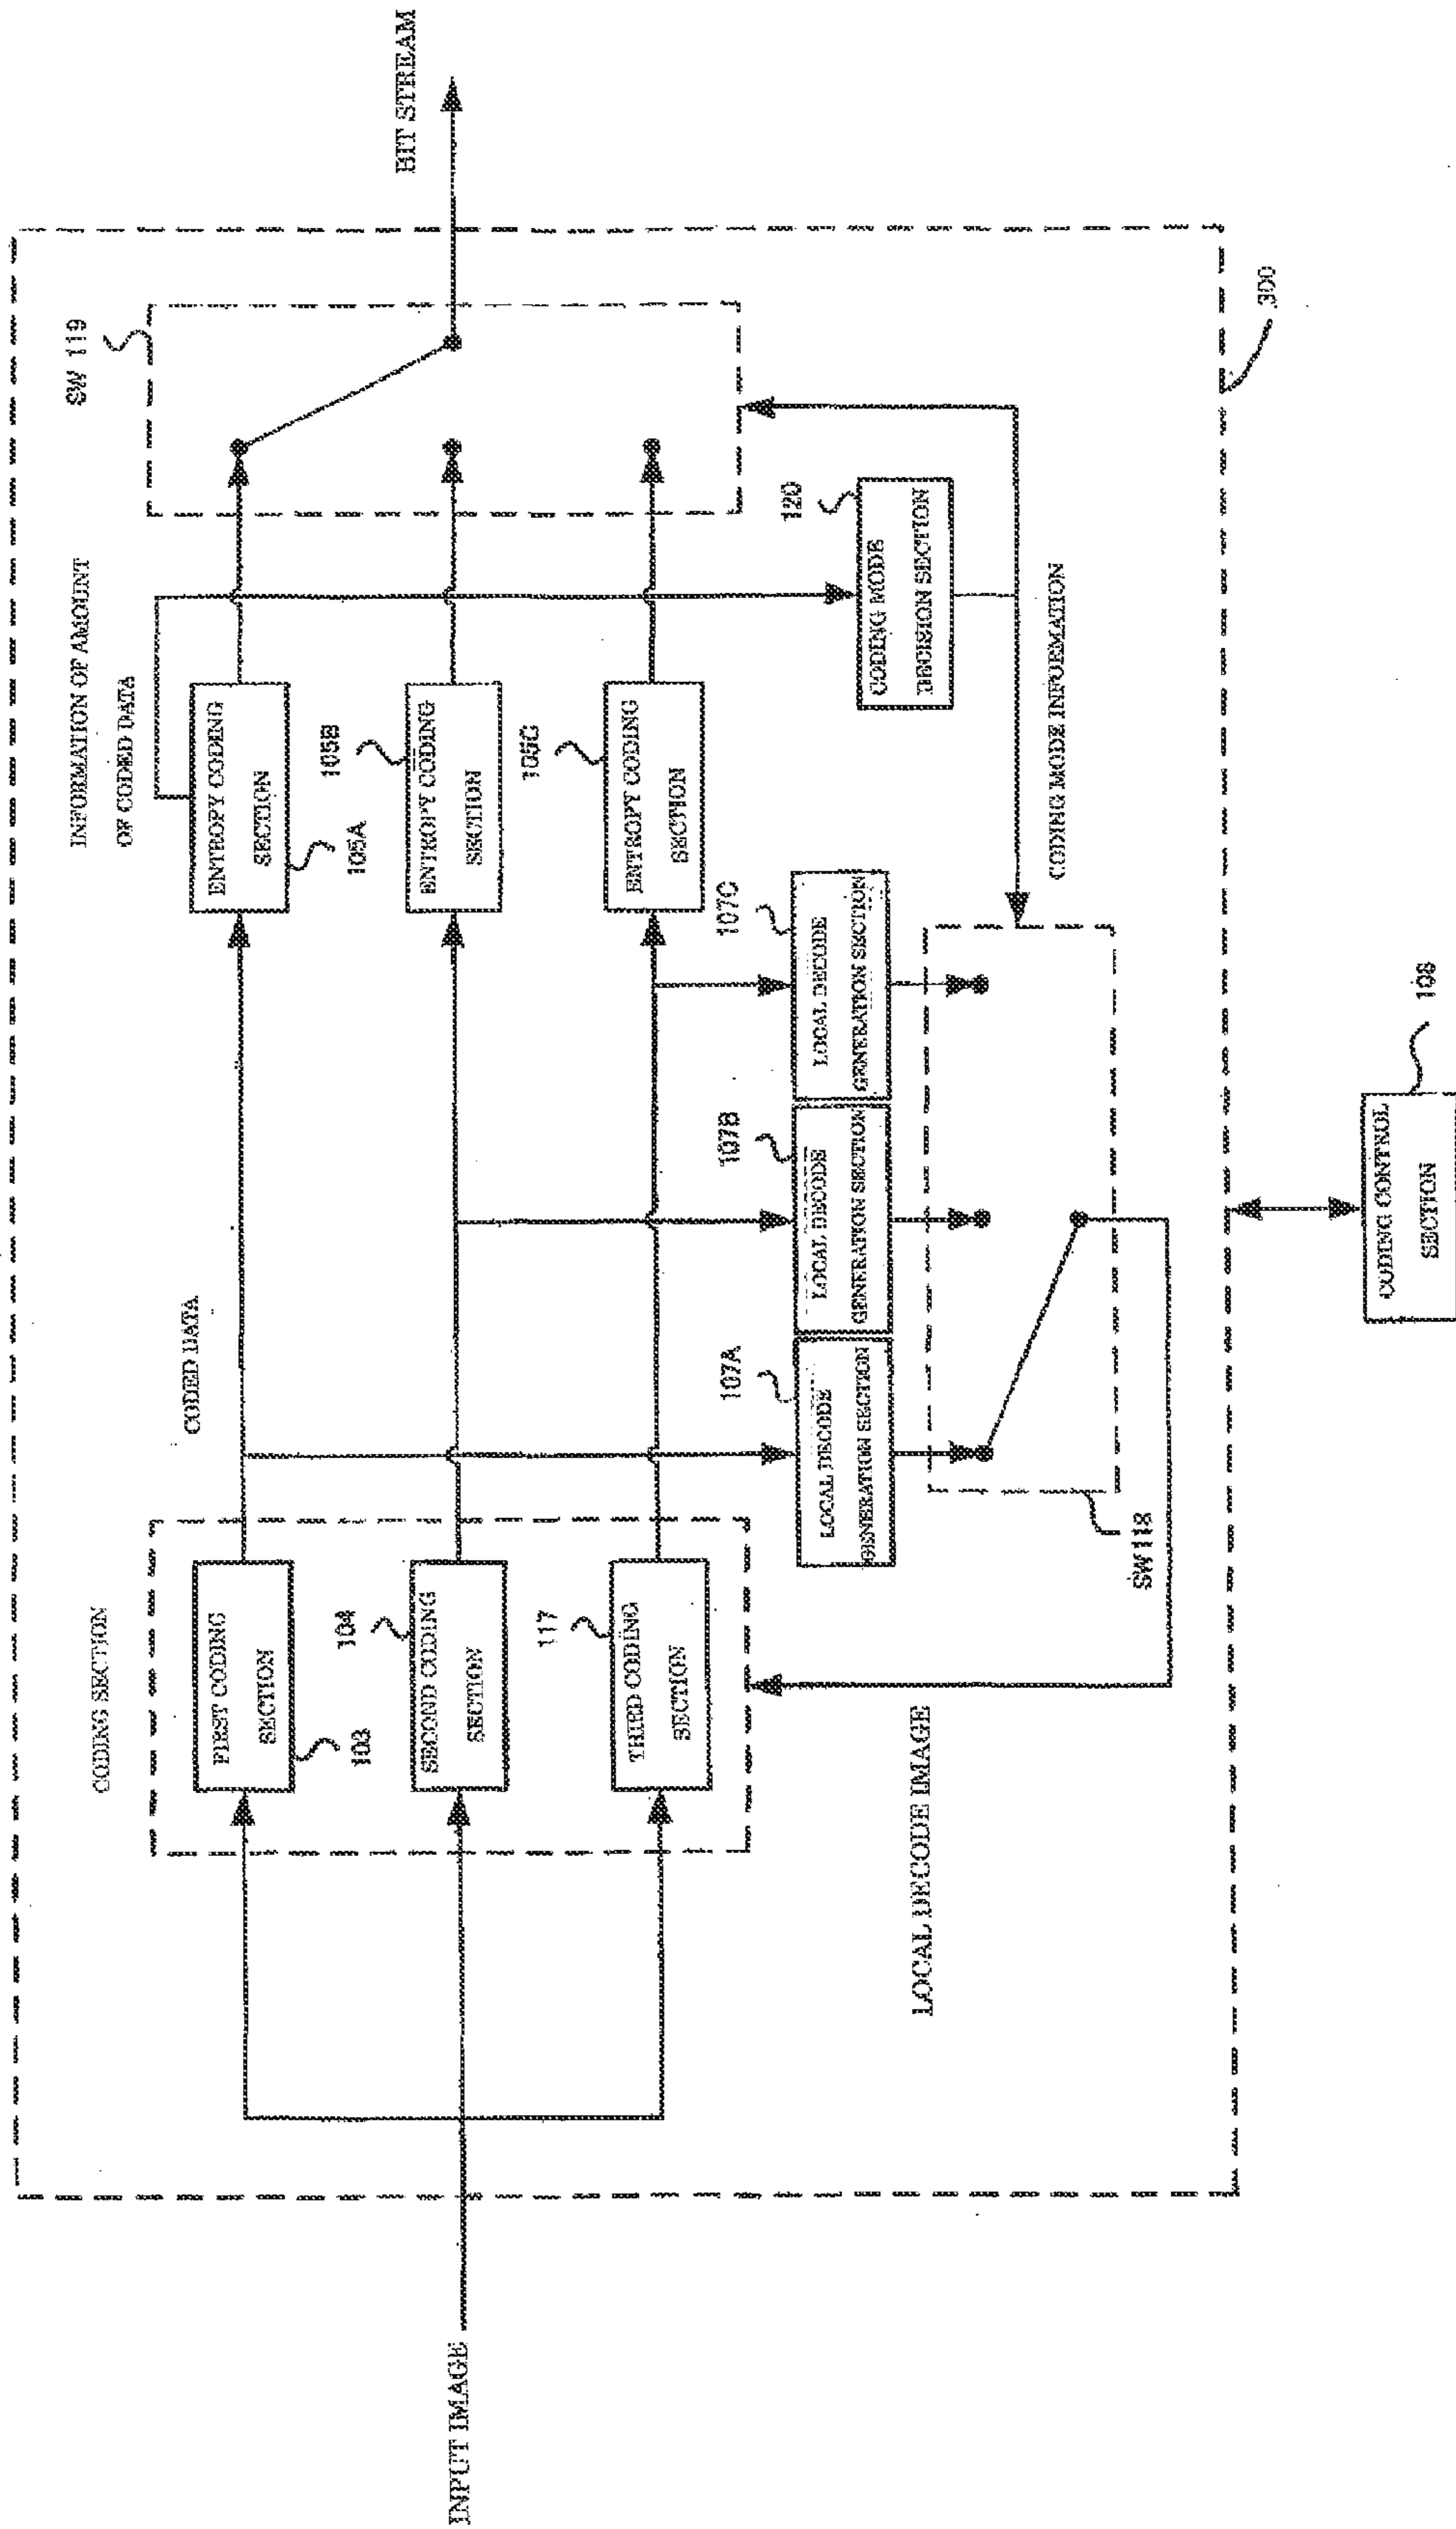 INPUT IMAGE
CODING SECTION
FIRST CODING
SECTION
103
SECOND CODING
SECTION
104
THIRD CODING
SECTION
117
LOCAL DECODE IMAGE
CODED DATA
LOCAL DECODE
GENERATION SECTION
107A
LOCAL DECODE
GENERATION SECTION
107B
LOCAL DECODE
GENERATION SECTION
107C
SW118
INFORMATION OF AMOUNT
OF CODED DATA
ENTROPY CODING
SECTION
105A
ENTROPY CODING
SECTION
105B
ENTROPY CODING
SECTION
105C
CODING MODE
DECISION SECTION
120
CODING MODE INFORMATION
SW 119
BIT STREAM
300
CODING CONTROL
SECTION